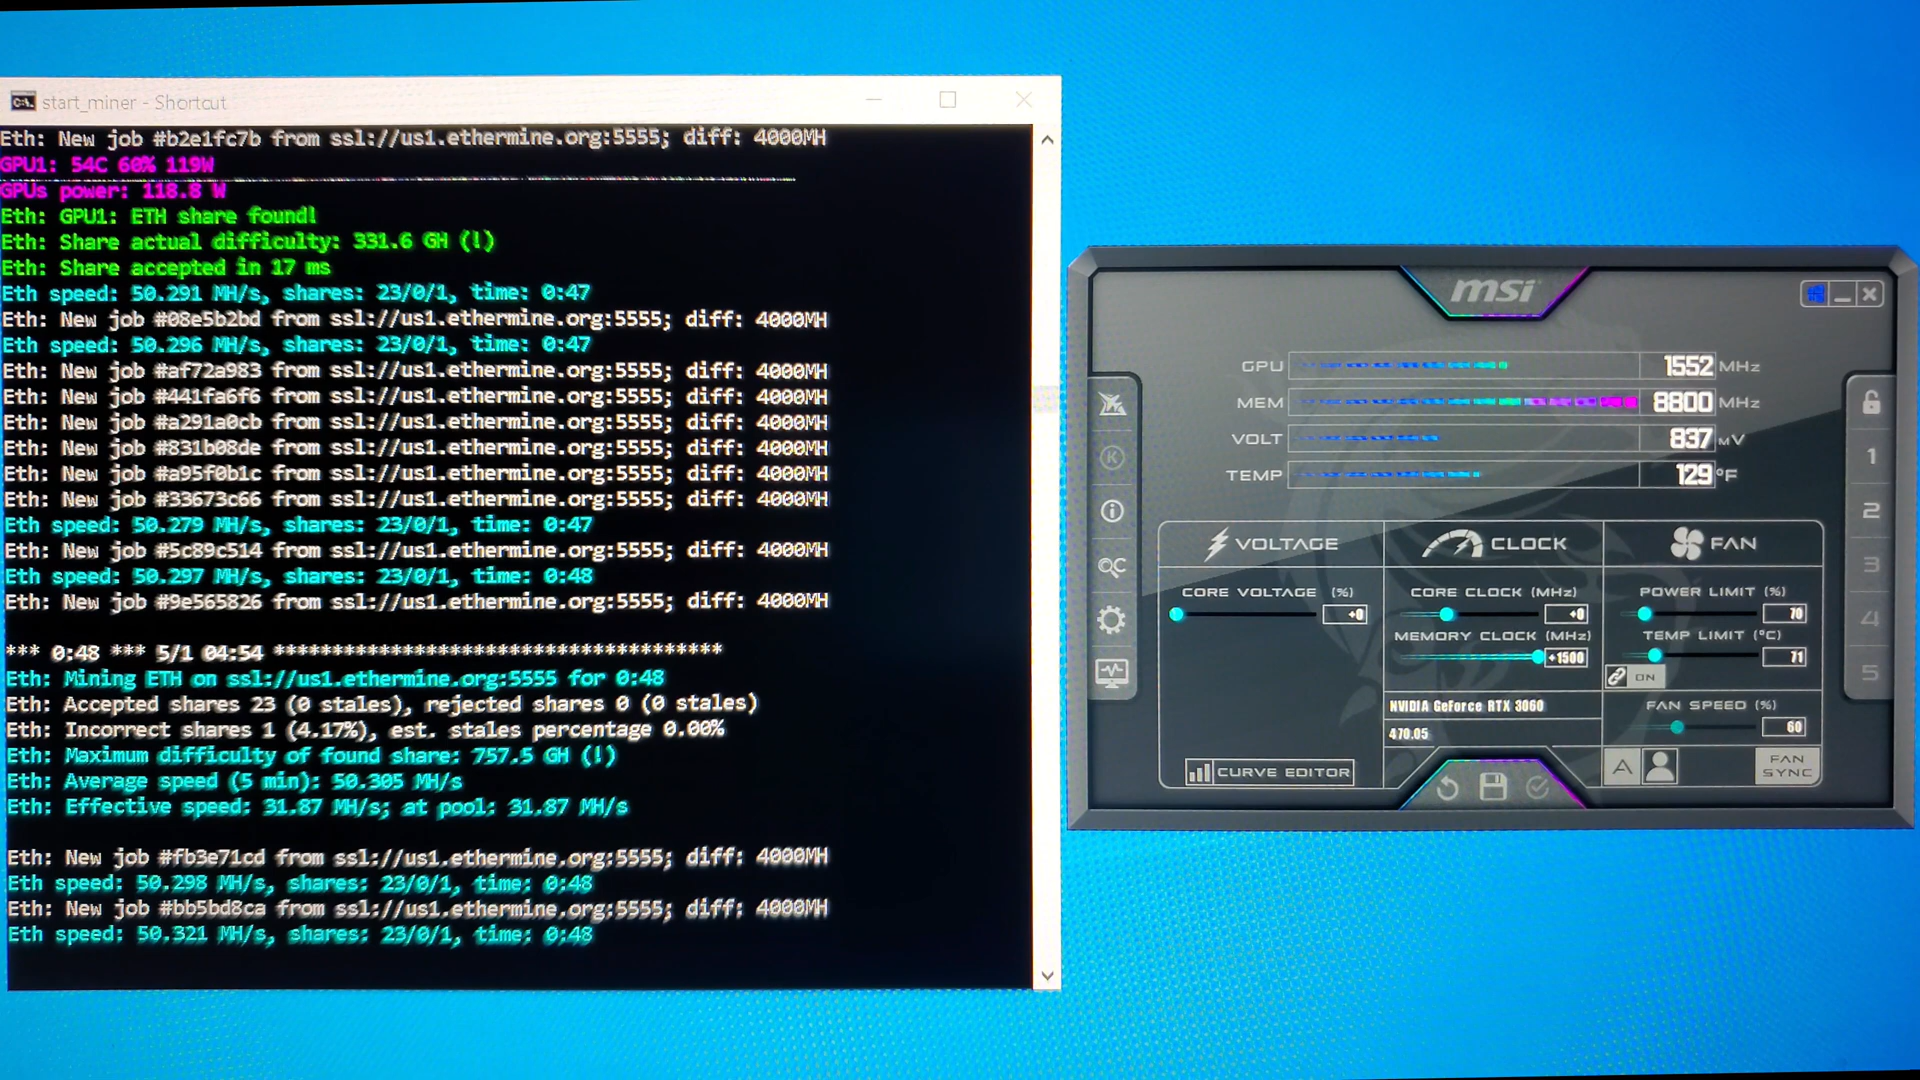 start_miner - Shortcut
Eth: New job #b2e1fc7b from ssl://us1.ethermine.org:5555; diff: 4000MH
GPU1: 54C 60% 119W
GPUs power: 118.8 W
Eth: GPU1: ETH share found!
Eth: Share actual difficulty: 331.6 GH (!)
Eth: Share accepted in 17 ms
Eth speed: 50.291 MH/s, shares: 23/0/1, time: 0:47
Eth: New job #08e5b2bd from ssl://us1.ethermine.org:5555; diff: 4000MH
Eth speed: 50.296 MH/s, shares: 23/0/1, time: 0:47
Eth: New job #af72a983 from ssl://us1.ethermine.org:5555; diff: 4000MH
Eth: New job #441fa6f6 from ssl://us1.ethermine.org:5555; diff: 4000MH
Eth: New job #a291a0cb from ssl://us1.ethermine.org:5555; diff: 4000MH
Eth: New job #831b08de from ssl://us1.ethermine.org:5555; diff: 4000MH
Eth: New job #a95f0b1c from ssl://us1.ethermine.org:5555; diff: 4000MH
Eth: New job #33673c66 from ssl://us1.ethermine.org:5555; diff: 4000MH
Eth speed: 50.279 MH/s, shares: 23/0/1, time: 0:47
Eth: New job #5c89c514 from ssl://us1.ethermine.org:5555; diff: 4000MH
Eth speed: 50.297 MH/s, shares: 23/0/1, time: 0:48
Eth: New job #9e565826 from ssl://us1.ethermine.org:5555; diff: 4000MH
*** 0:48 *** 5/1 04:54 **************************************
Eth: Mining ETH on ssl://us1.ethermine.org:5555 for 0:48
Eth: Accepted shares 23 (0 stales), rejected shares 0 (0 stales)
Eth: Incorrect shares 1 (4.17%), est. stales percentage 0.00%
Eth: Maximum difficulty of found share: 757.5 GH (!)
Eth: Average speed (5 min): 50.305 MH/s
Eth: Effective speed: 31.87 MH/s; at pool: 31.87 MH/s
Eth: New job #fb3e71cd from ssl://us1.ethermine.org:5555; diff: 4000MH
Eth speed: 50.298 MH/s, shares: 23/0/1, time: 0:48
Eth: New job #bb5bd8ca from ssl://us1.ethermine.org:5555; diff: 4000MH
Eth speed: 50.321 MH/s, shares: 23/0/1, time: 0:48
msi
GPU 1552 MHz
MEM 8800 MHz
VOLT 837 mV
TEMP 129 °F
K
i
OC
1
2
3
4
5
VOLTAGE
CORE VOLTAGE (%)
+0
CURVE EDITOR
CLOCK
CORE CLOCK (MHz)
+0
MEMORY CLOCK (MHz)
+1500
NVIDIA GeForce RTX 3060
470.05
FAN
POWER LIMIT (%)
70
TEMP LIMIT (°C)
71
ON
FAN SPEED (%)
60
A
FAN SYNC